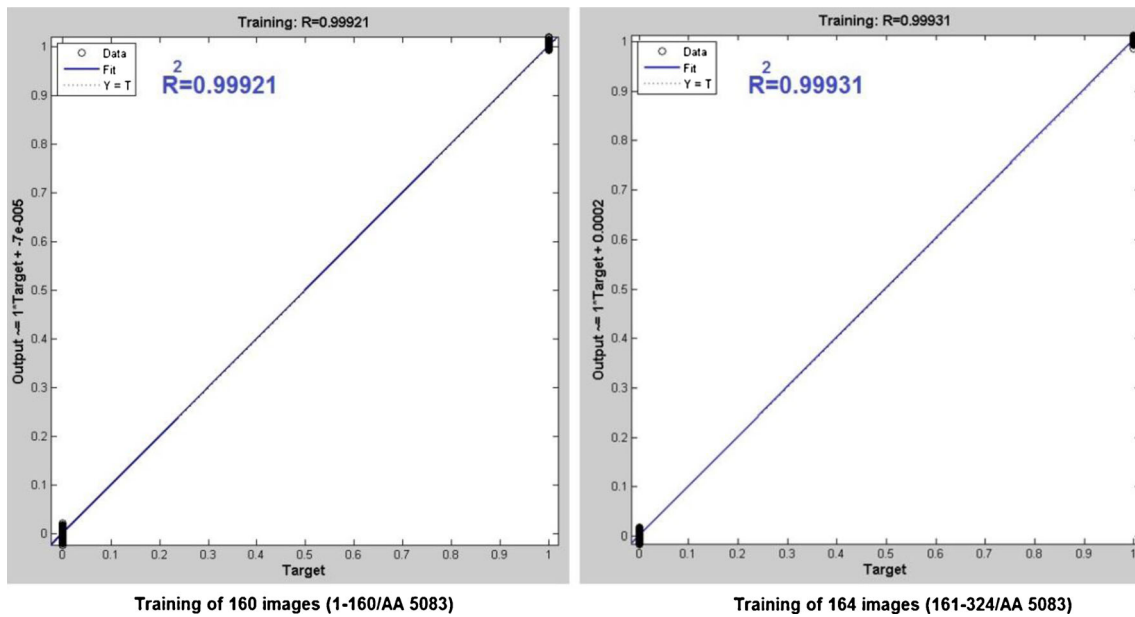 Training: R=0.99921
Data
Fit
Y = T
2
R=0.99921
1
0.9
0.8
0.7
0.6
0.5
0.4
0.3
0.2
0.1
0
Output ~= 1*Target + -7e-005
0 0.1 0.2 0.3 0.4 0.5 0.6 0.7 0.8 0.9 1
Target
Training of 160 images (1-160/AA 5083)
Training: R=0.99931
Data
Fit
Y = T
2
R=0.99931
1
0.9
0.8
0.7
0.6
0.5
0.4
0.3
0.2
0.1
0
Output ~= 1*Target + 0.0002
0 0.1 0.2 0.3 0.4 0.5 0.6 0.7 0.8 0.9 1
Target
Training of 164 images (161-324/AA 5083)